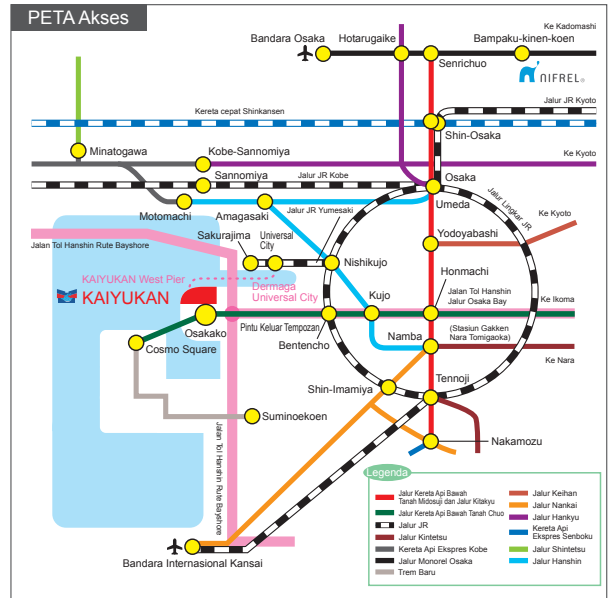 PETA Akses
Ke Kadomashi
Bandara Osaka
Hotarugaike
Bampaku-kinen-koen
Senrichuo
NIFREL
Jalur JR Kyoto
Kereta cepat Shinkansen
Shin-Osaka
Minatogawa
Kobe-Sannomiya
Ke Kyoto
Sannomiya
Jalur JR Kobe
Osaka
Umeda
Motomachi
Amagasaki
Jalur JR Yumesaki
Jalur Lingkar JR
Ke Kyoto
Sakurajima
Universal
City
Yodoyabashi
Jalan Tol Hanshin Rute Bayshore
Nishikujo
KAIYUKAN West Pier
Honmachi
KAIYUKAN
Dermaga
Universal City
Kujo
Jalan Tol Hanshin
Jalur Osaka Bay
Ke Ikoma
Osakako
Pintu Keluar Tempozan
Namba
(Stasiun Gakken
Nara Tomigaoka)
Cosmo Square
Bentencho
Ke Nara
Shin-Imamiya
Tennoji
Suminoekoen
Jalan Tol Hanshin Rute Bayshore
Nakamozu
Bandara Internasional Kansai
Legenda
Jalur Kereta Api Bawah
Tanah Midosuji dan Jalur Kitakyu
Jalur Kereta Api Bawah Tanah Chuo
Jalur JR
Jalur Kintetsu
Kereta Api Ekspres Kobe
Jalur Monorel Osaka
Trem Baru
Jalur Keihan
Jalur Nankai
Jalur Hankyu
Kereta Api
Ekspres Senboku
Jalur Shintetsu
Jalur Hanshin